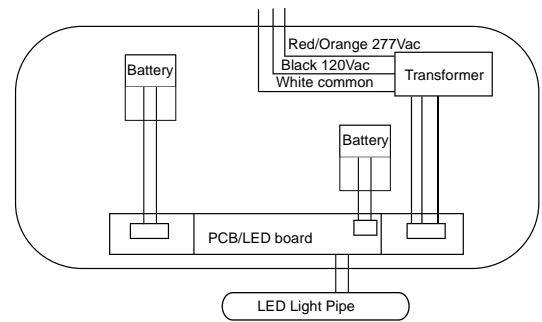 Red/Orange 277Vac
Black 120Vac
White common
Transformer
Battery
Battery
PCB/LED board
LED Light Pipe